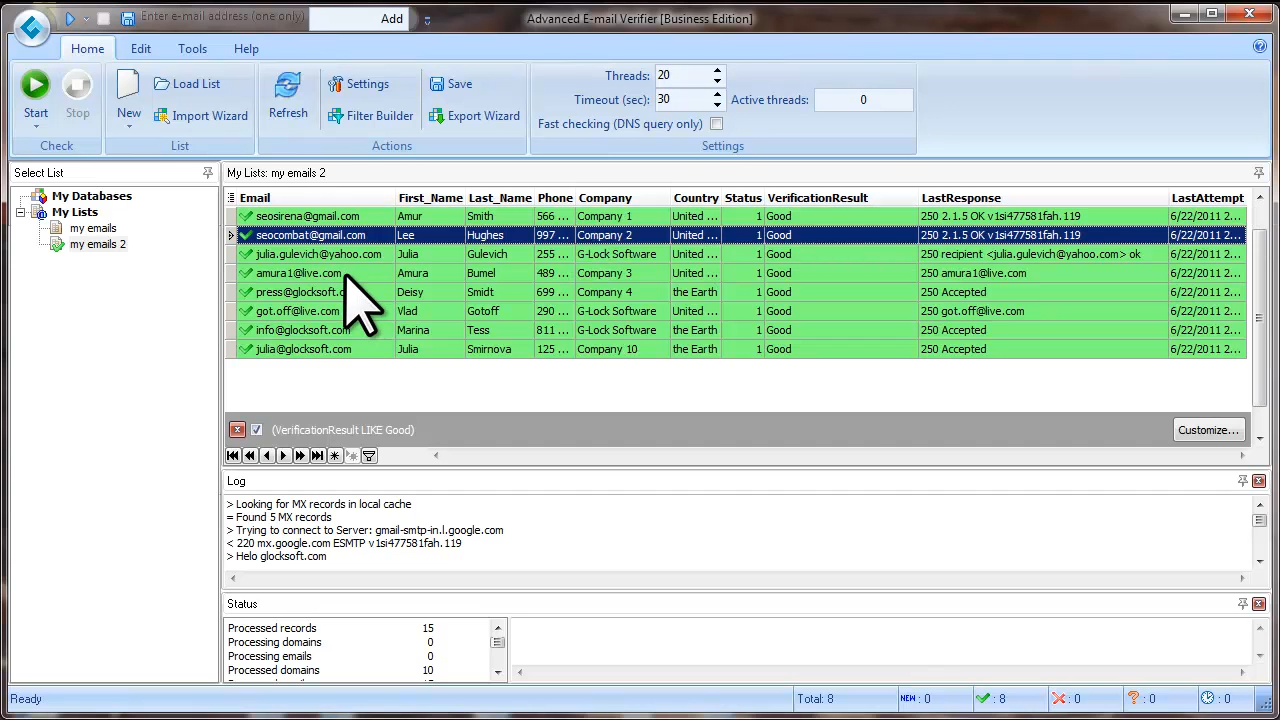 Enter e-mail address (one only) Add Advanced E-mail Verifier [Business Edition]
Home Edit Tools Help
Start Stop
Check
New Load List
Import Wizard
List
Refresh Settings Save
Filter Builder Export Wizard
Actions
Threads: 20
Timeout (sec): 30 Active threads: 0
Fast checking (DNS query only)
Settings
Select List
My Databases
My Lists
my emails
my emails 2
My Lists: my emails 2
Email First_Name Last_Name Phone Company Country Status VerificationResult LastResponse LastAttempt
seosirena@gmail.com Amur Smith 566 ... Company 1 United ... 1 Good 250 2.1.5 OK v1si477581fah.119 6/22/2011 2...
seocombat@gmail.com Lee Hughes 997 ... Company 2 United ... 1 Good 250 2.1.5 OK v1si477581fah.119 6/22/2011 2...
julia.gulevich@yahoo.com Julia Gulevich 255 ... G-Lock Software United ... 1 Good 250 recipient <julia.gulevich@yahoo.com> ok 6/22/2011 2...
amura1@live.com Amura Bumel 489 ... Company 3 United ... 1 Good 250 amura1@live.com 6/22/2011 2...
press@glocksoft.c Deisy Smidt 699 ... Company 4 the Earth 1 Good 250 Accepted 6/22/2011 2...
got.off@live.com Vlad Gotoff 290 ... G-Lock Software United ... 1 Good 250 got.off@live.com 6/22/2011 2...
info@glocksoft.com Marina Tess 811 ... G-Lock Software the Earth 1 Good 250 Accepted 6/22/2011 2...
julia@glocksoft.com Julia Smirnova 125 ... Company 10 the Earth 1 Good 250 Accepted 6/22/2011 2...
(VerificationResult LIKE Good) Customize...
Log
> Looking for MX records in local cache
= Found 5 MX records
> Trying to connect to Server: gmail-smtp-in.l.google.com
< 220 mx.google.com ESMTP v1si477581fah.119
> Helo glocksoft.com
Status
Processed records 15
Processing domains 0
Processing emails 0
Processed domains 10
Ready Total: 8 NEW : 0 : 8 : 0 : 0 : 0